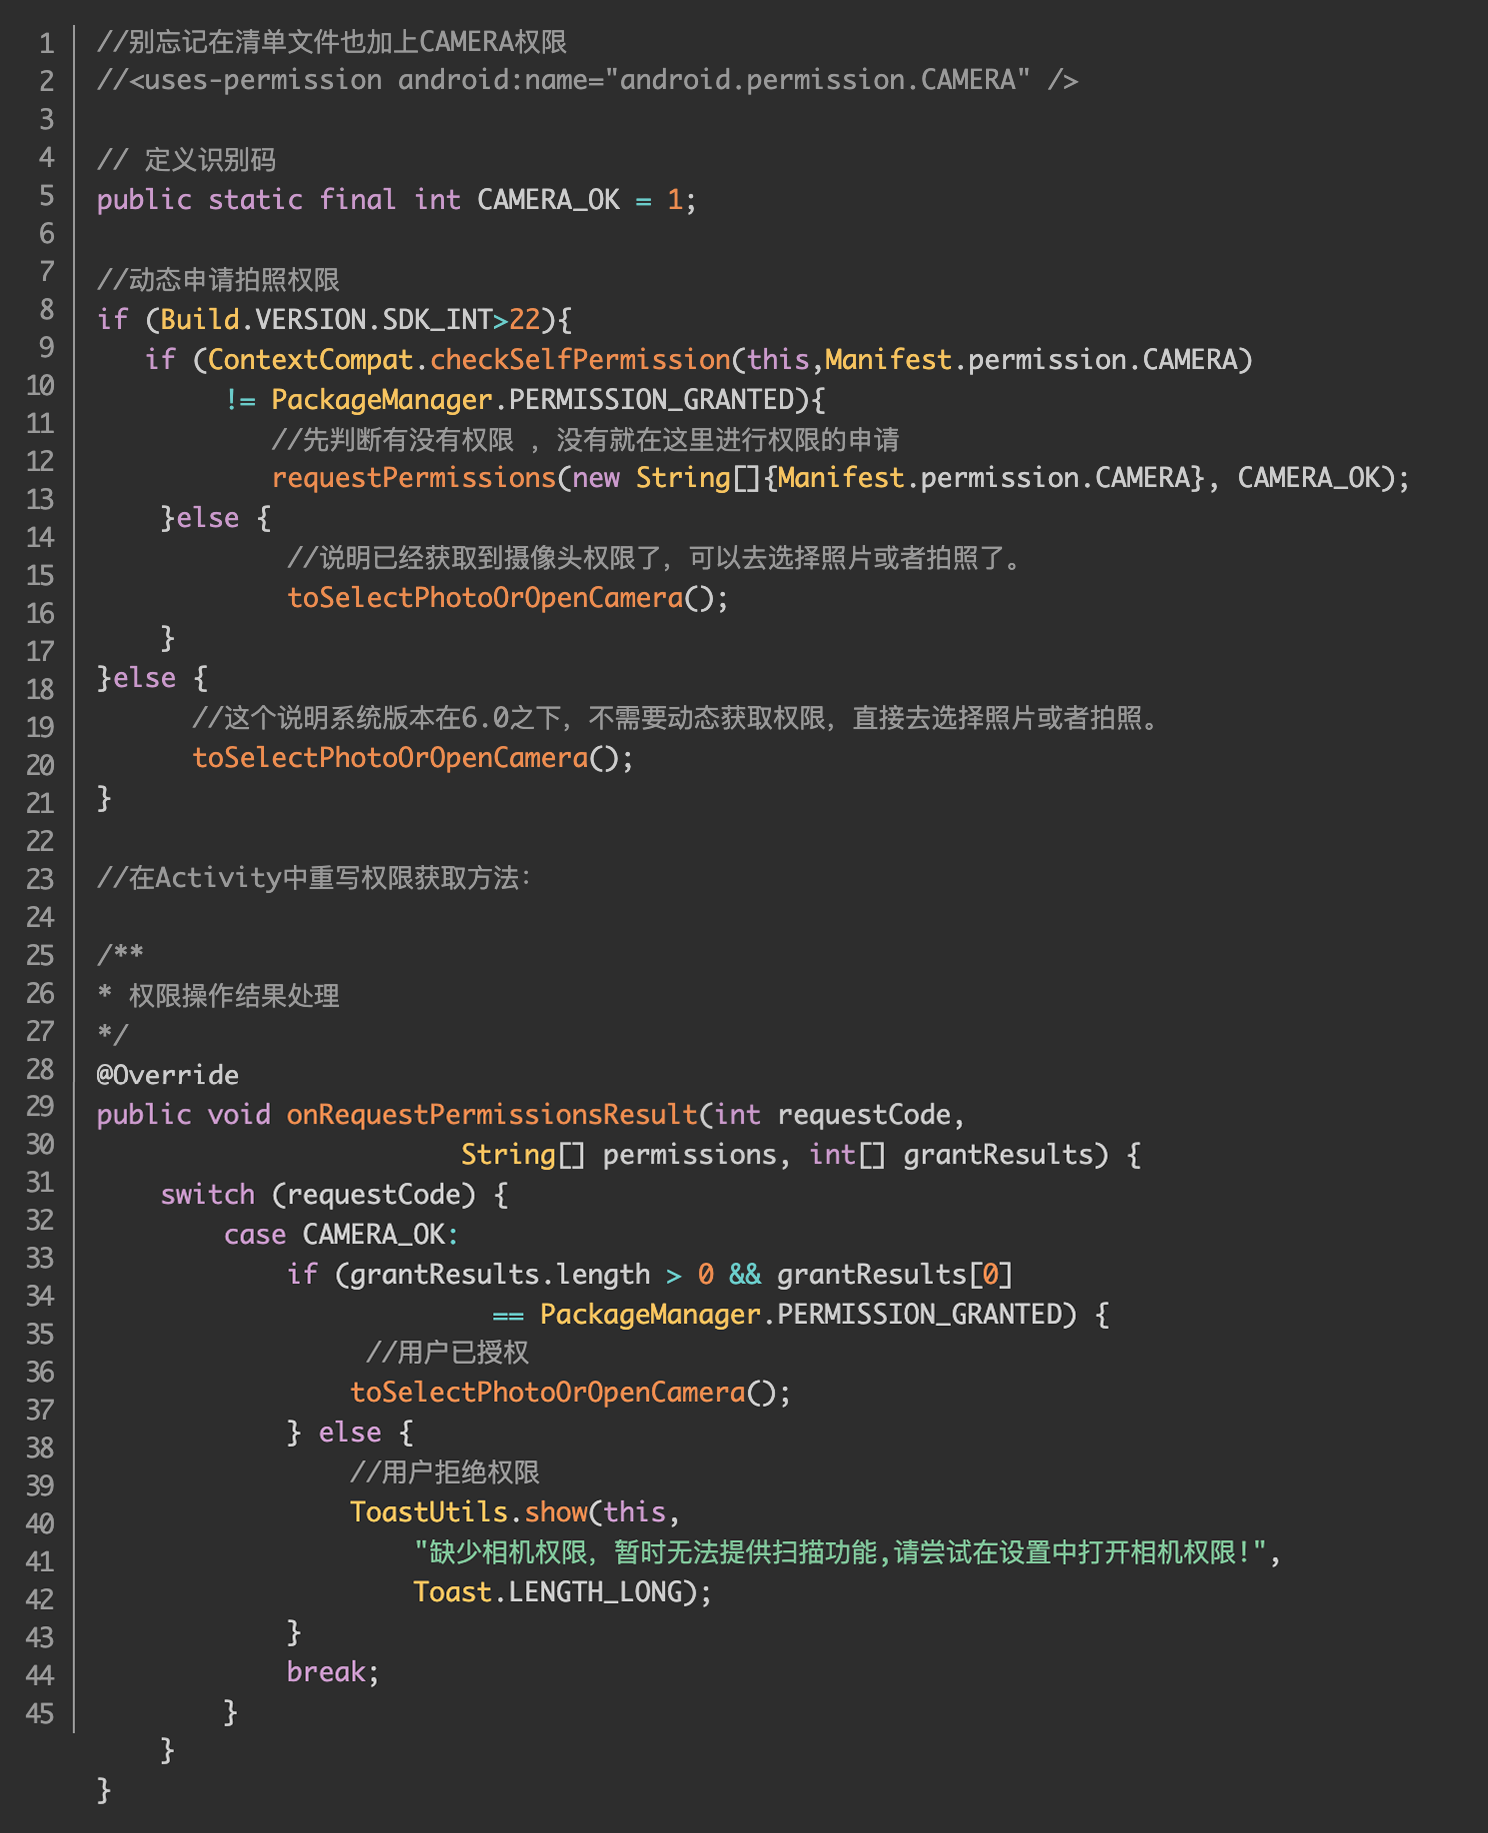 1 //别忘记在清单文件也加上CAMERA权限
2 //<uses-permission android:name="android.permission.CAMERA" />
3
4 // 定义识别码
5 public static final int CAMERA_OK = 1;
6
7 //动态申请拍照权限
8 if (Build.VERSION.SDK_INT>22){
9    if (ContextCompat.checkSelfPermission(this,Manifest.permission.CAMERA)
10         != PackageManager.PERMISSION_GRANTED){
11            //先判断有没有权限 ，没有就在这里进行权限的申请
12            requestPermissions(new String[]{Manifest.permission.CAMERA}, CAMERA_OK);
13     }else {
14             //说明已经获取到摄像头权限了，可以去选择照片或者拍照了。
15             toSelectPhotoOrOpenCamera();
16     }
17 }else {
18       //这个说明系统版本在6.0之下，不需要动态获取权限，直接去选择照片或者拍照。
19       toSelectPhotoOrOpenCamera();
20 }
21
22 //在Activity中重写权限获取方法：
23
24 /**
25 * 权限操作结果处理
26 */
27 @Override
28 public void onRequestPermissionsResult(int requestCode,
29                        String[] permissions, int[] grantResults) {
30     switch (requestCode) {
31         case CAMERA_OK:
32             if (grantResults.length > 0 && grantResults[0]
33                          == PackageManager.PERMISSION_GRANTED) {
34                  //用户已授权
35                 toSelectPhotoOrOpenCamera();
36             } else {
37                 //用户拒绝权限
38                 ToastUtils.show(this,
39                     "缺少相机权限，暂时无法提供扫描功能,请尝试在设置中打开相机权限!",
40                     Toast.LENGTH_LONG);
41             }
42             break;
43         }
44     }
45 }